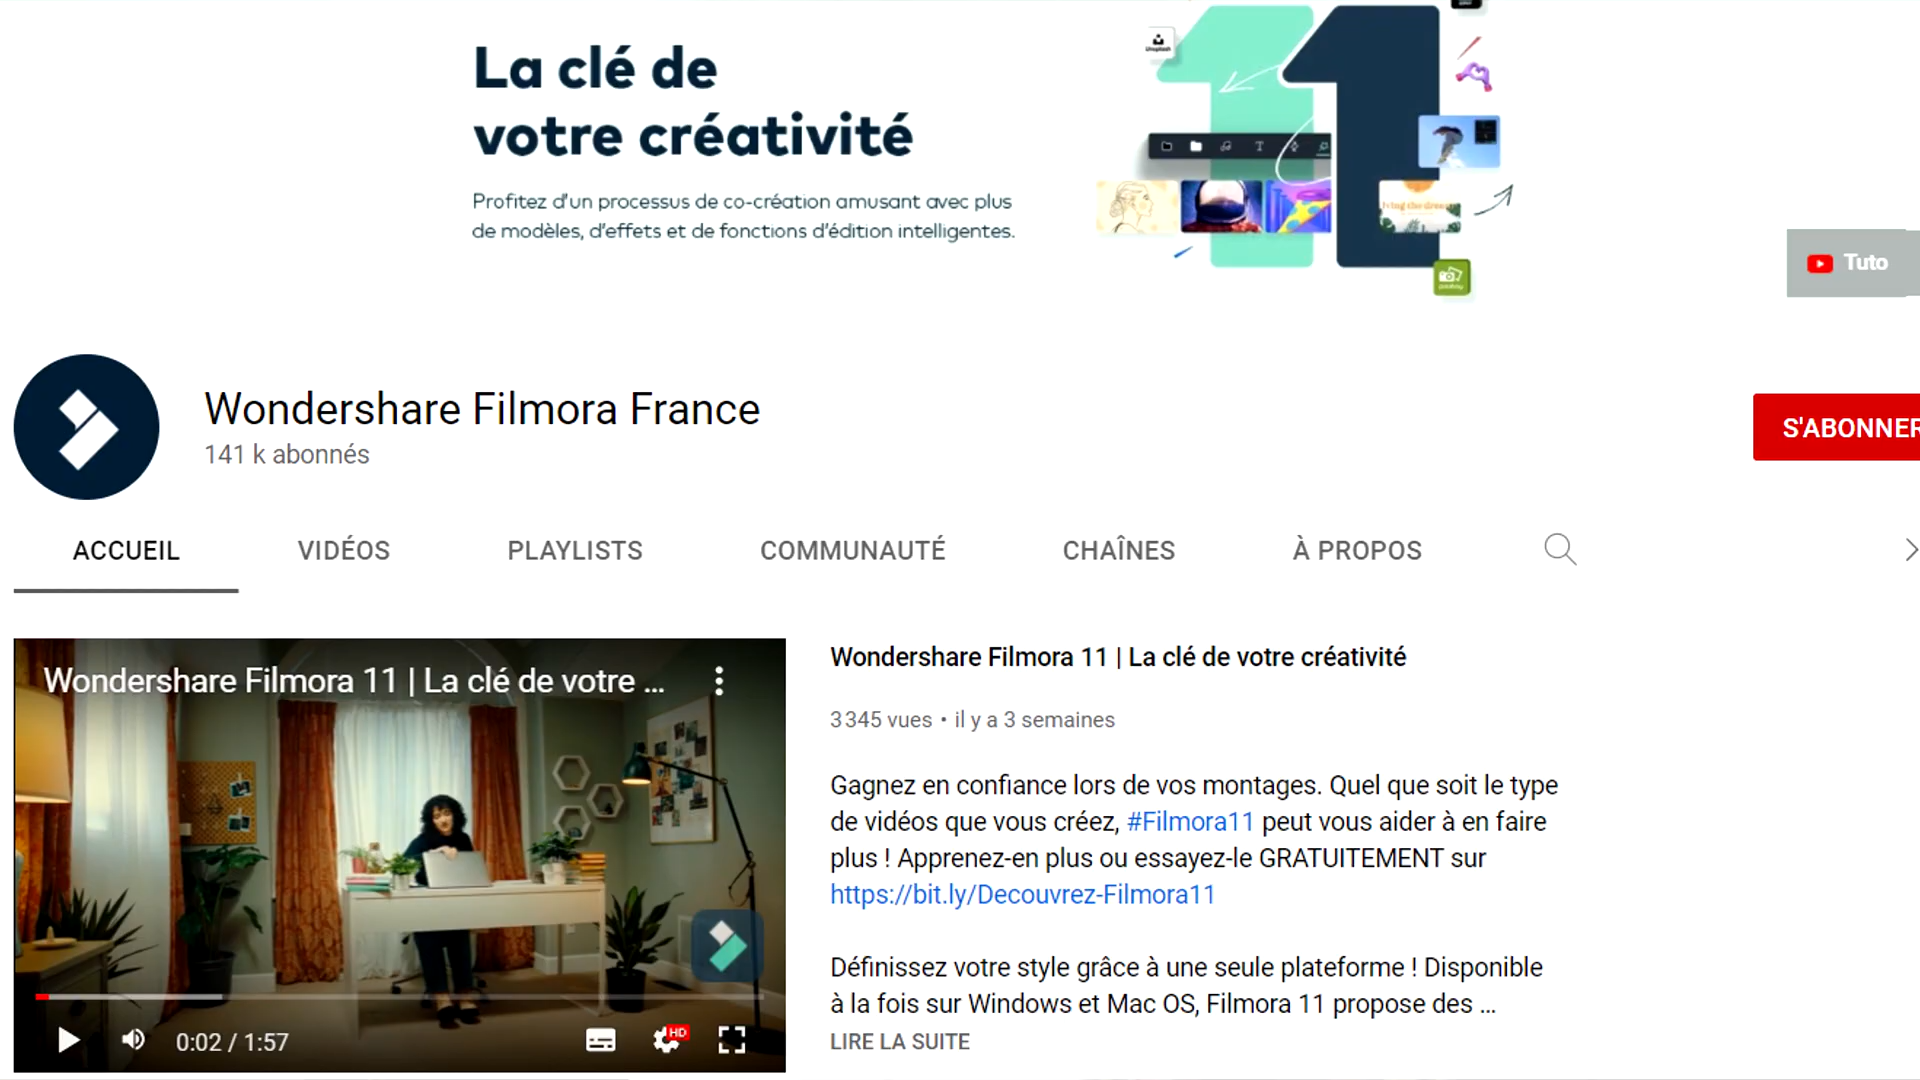 La clé de
votre créativité
Profitez d'un processus de co-création amusant avec plus
de modèles, d'effets et de fonctions d'édition intelligentes.
Unsplash
T
living the dream
pixabay
Tuto
Wondershare Filmora France
141 k abonnés
S'ABONNER
ACCUEIL
VIDÉOS
PLAYLISTS
COMMUNAUTÉ
CHAÎNES
À PROPOS
Wondershare Filmora 11 | La clé de votre ...
0:02 / 1:57
HD
Wondershare Filmora 11 | La clé de votre créativité
3 345 vues • il y a 3 semaines
Gagnez en confiance lors de vos montages. Quel que soit le type
de vidéos que vous créez, #Filmora11 peut vous aider à en faire
plus ! Apprenez-en plus ou essayez-le GRATUITEMENT sur
https://bit.ly/Decouvrez-Filmora11
Définissez votre style grâce à une seule plateforme ! Disponible
à la fois sur Windows et Mac OS, Filmora 11 propose des ...
LIRE LA SUITE